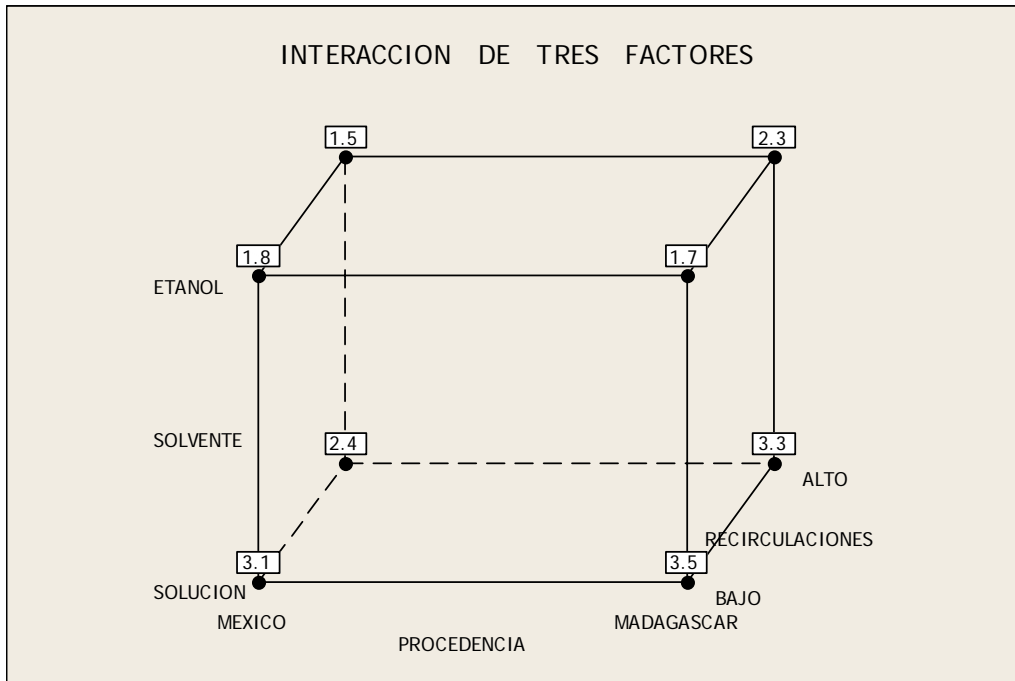 INTERACCION DE TRES FACTORES
1.5
2.3
1.8
1.7
ETANOL
SOLVENTE
2.4
3.3
ALTO
RECIRCULACIONES
3.1
3.5
SOLUCION
BAJO
MEXICO
MADAGASCAR
PROCEDENCIA